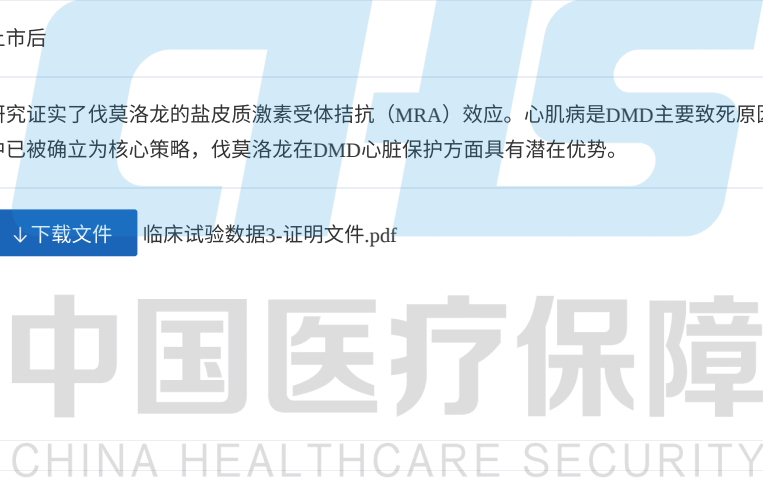 上市后
研究证实了伐莫洛龙的盐皮质激素受体拮抗（MRA）效应。心肌病是DMD主要致死原因
中已被确立为核心策略，伐莫洛龙在DMD心脏保护方面具有潜在优势。
下载文件 临床试验数据3-证明文件.pdf
CHS
中国医疗保障
CHINA HEALTHCARE SECURITY